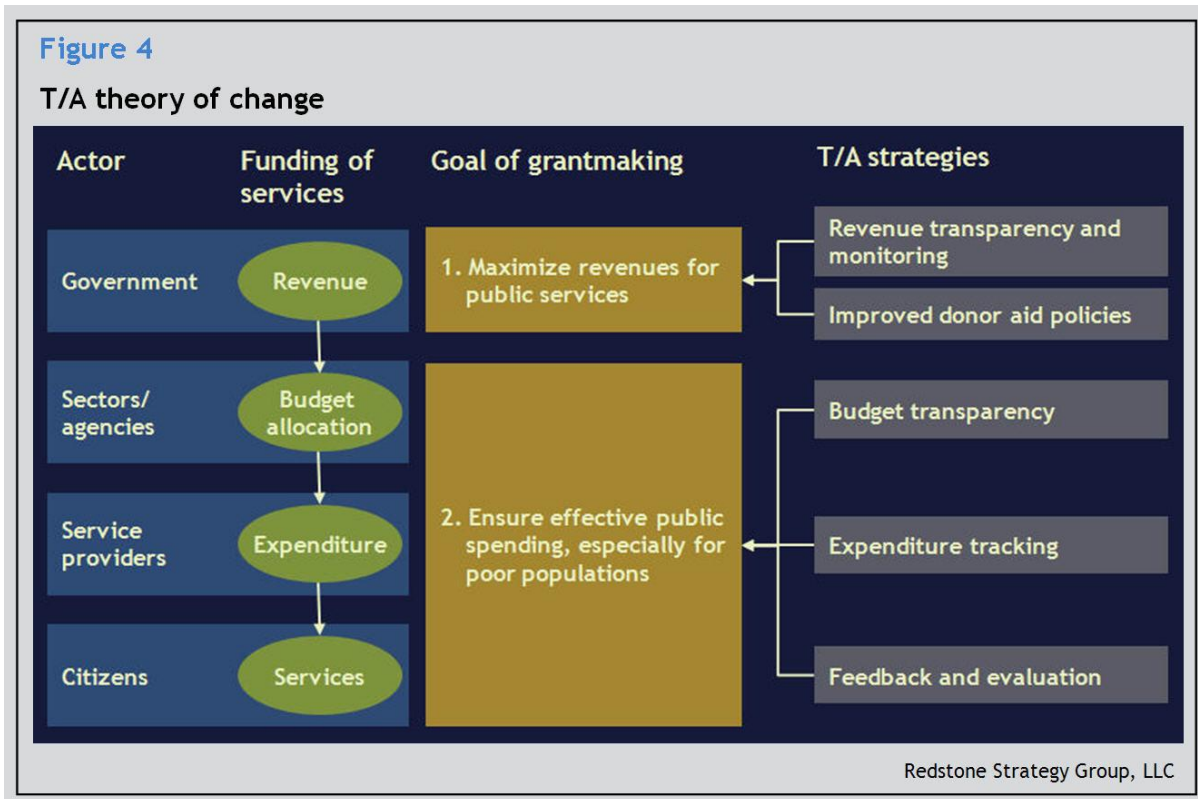 Figure 4
T/A theory of change
Actor
Funding of
services
Goal of grantmaking
T/A strategies
Government
Revenue
1. Maximize revenues for
public services
Revenue transparency and
monitoring
Improved donor aid policies
Sectors/
agencies
Budget
allocation
Service
providers
Expenditure
Citizens
Services
2. Ensure effective public
spending, especially for
poor populations
Budget transparency
Expenditure tracking
Feedback and evaluation
Redstone Strategy Group, LLC